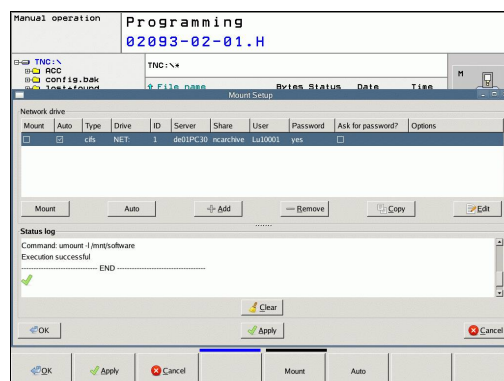 Manual operation
Programming
02093-02-01.H
TNC:\
ACC
config.bak
lost+found
TNC:\*
File name Bytes Status Date Time
M
Mount Setup
Network drive
Mount Auto Type Drive ID Server Share User Password Ask for password? Options
cifs NET: 1 de01PC30 ncarchive Lu10001 yes
Mount Auto Add Remove Copy Edit
Status log
Command: umount -l /mnt/software
Execution successful
------------------------------ END ------------------------------
Clear
OK Apply Cancel
OK Apply Cancel Mount Auto